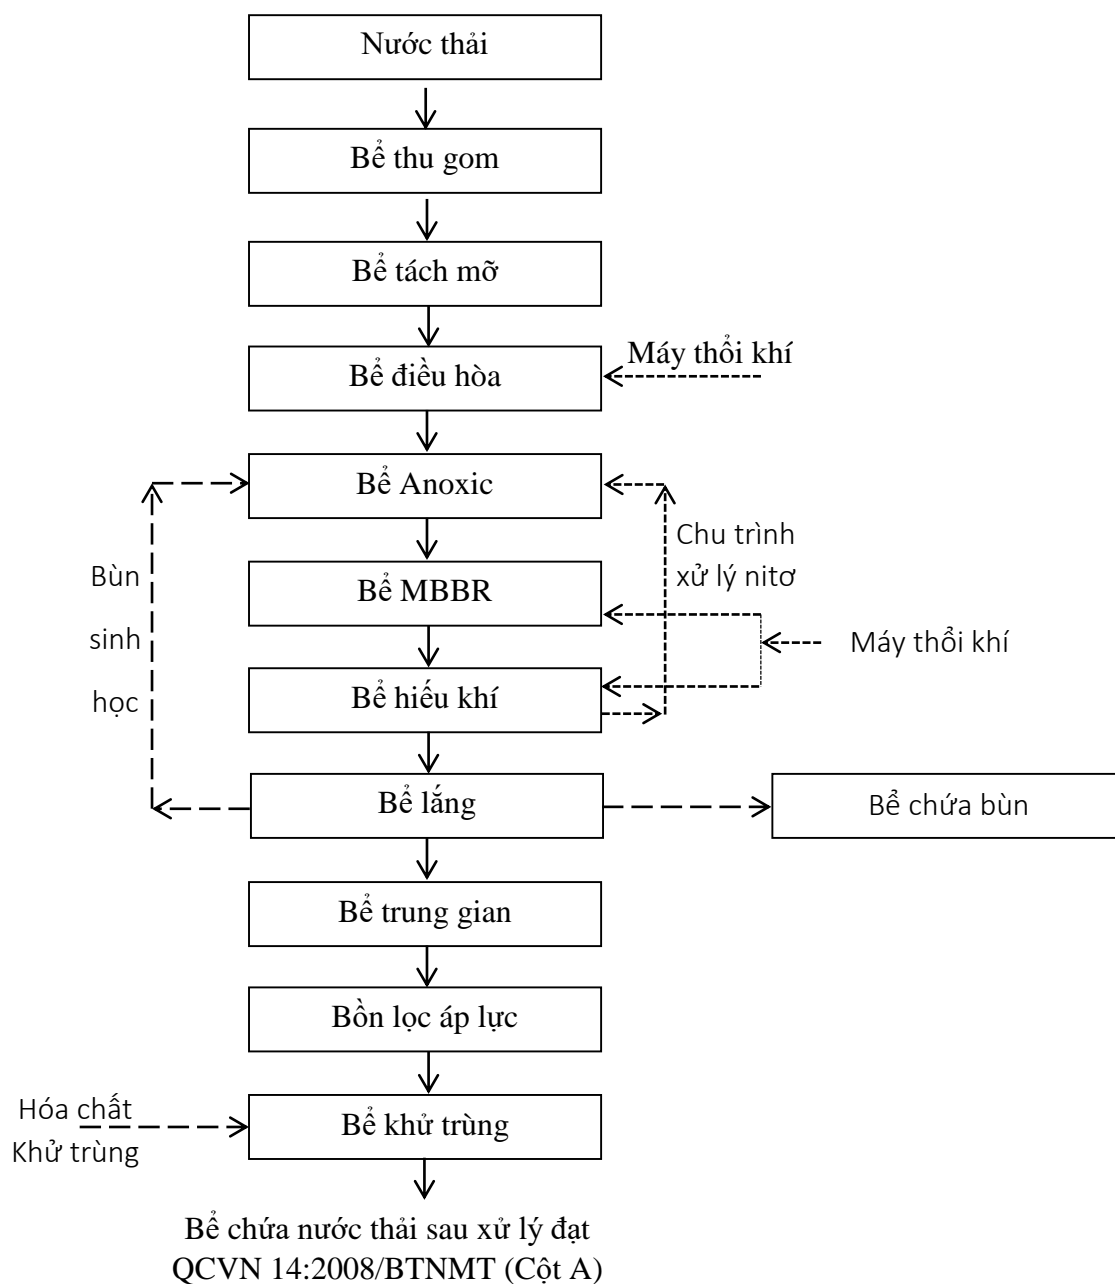 Nước thải
Bể thu gom
Bể tách mỡ
Máy thổi khí
Bể điều hòa
Bể Anoxic
Chu trình
xử lý nitơ
Bùn
sinh
học
Bể MBBR
Máy thổi khí
Bể hiếu khí
Bể lắng
Bể chứa bùn
Bể trung gian
Bồn lọc áp lực
Hóa chất
Khử trùng
Bể khử trùng
Bể chứa nước thải sau xử lý đạt
QCVN 14:2008/BTNMT (Cột A)